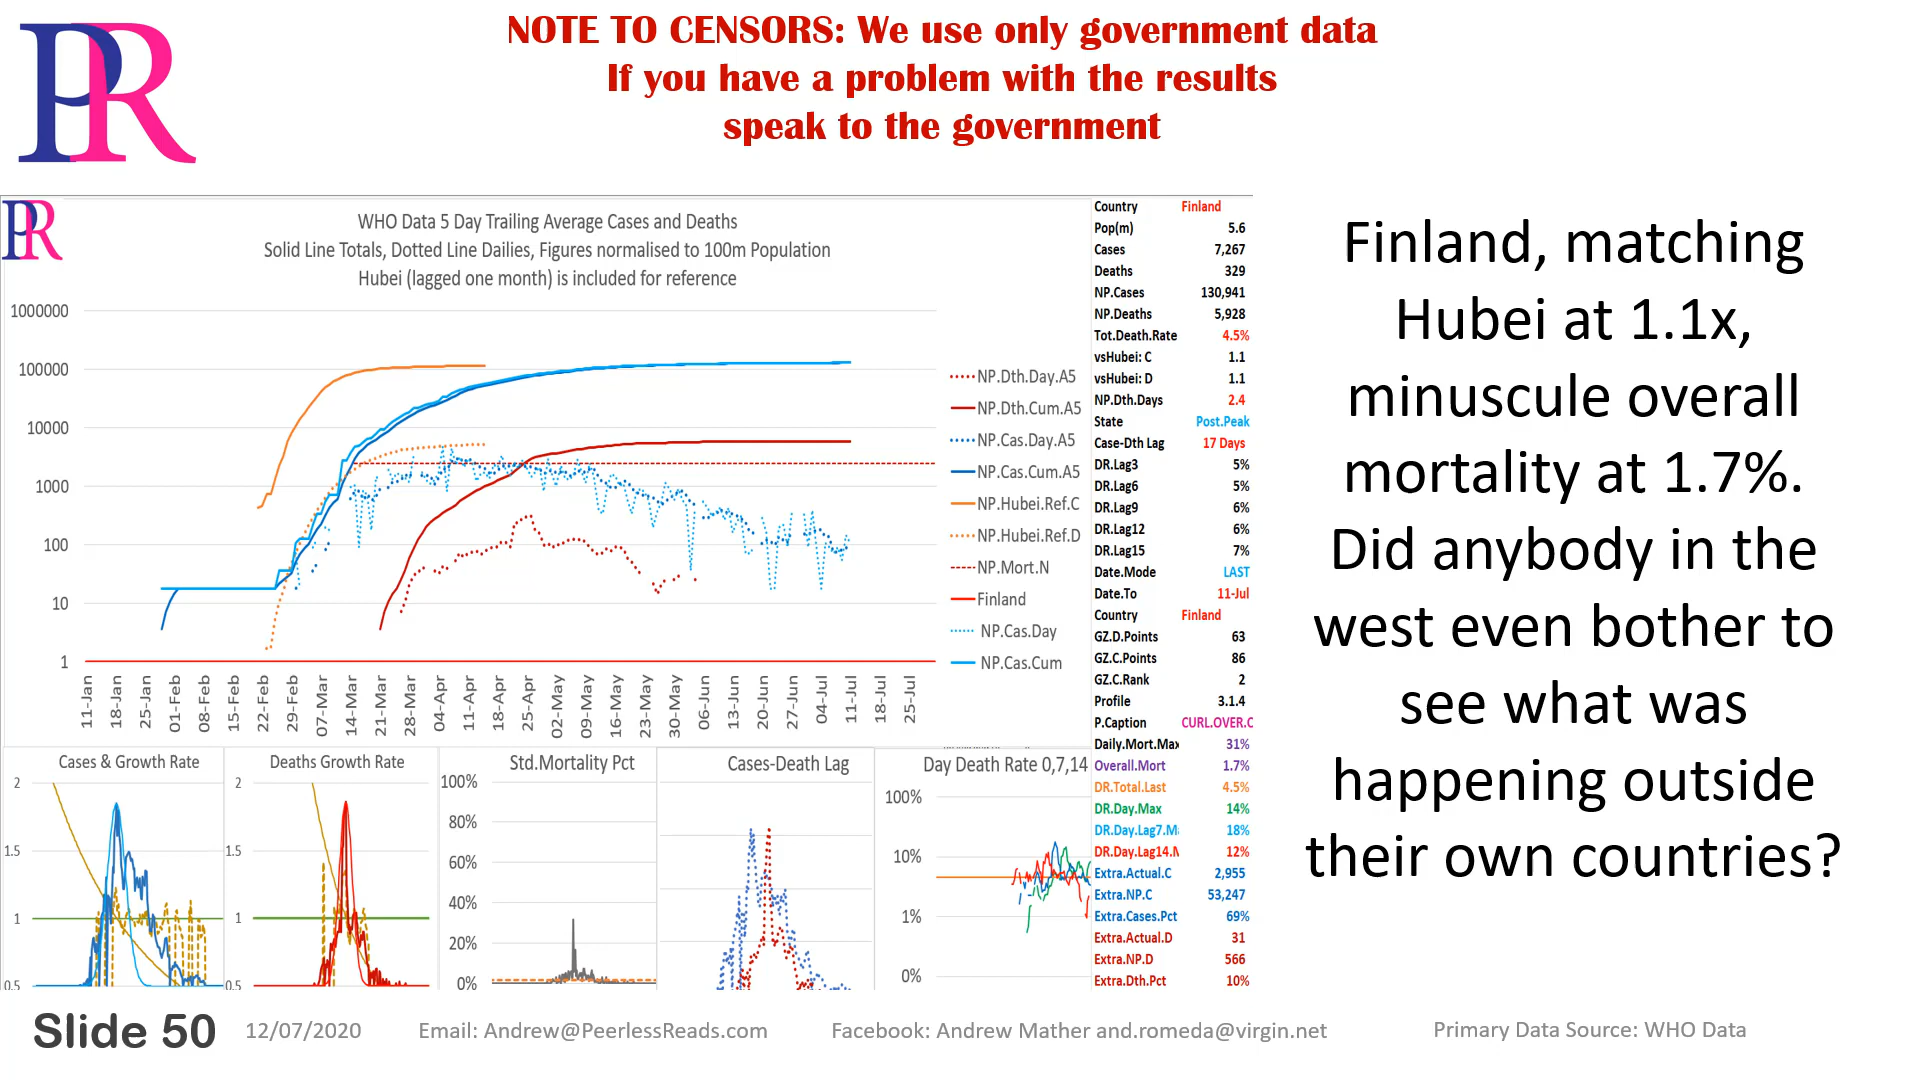 PR
NOTE TO CENSORS: We use only government data
If you have a problem with the results
speak to the government
PR
WHO Data 5 Day Trailing Average Cases and Deaths
Solid Line Totals, Dotted Line Dailies, Figures normalised to 100m Population
Hubei (lagged one month) is included for reference
1000000
100000
10000
1000
100
10
1
11-Jan
18-Jan
25-Jan
01-Feb
08-Feb
15-Feb
22-Feb
29-Feb
07-Mar
14-Mar
21-Mar
28-Mar
04-Apr
11-Apr
18-Apr
25-Apr
02-May
09-May
16-May
23-May
30-May
06-Jun
13-Jun
20-Jun
27-Jun
04-Jul
11-Jul
18-Jul
25-Jul
NP.Dth.Day.A5
NP.Dth.Cum.A5
NP.Cas.Day.A5
NP.Cas.Cum.A5
NP.Hubei.Ref.C
NP.Hubei.Ref.D
NP.Mort.N
Finland
NP.Cas.Day
NP.Cas.Cum
Country Finland
Pop(m) 5.6
Cases 7,267
Deaths 329
NP.Cases 130,941
NP.Deaths 5,928
Tot.Death.Rate 4.5%
vsHubei: C 1.1
vsHubei: D 1.1
NP.Dth.Days 2.4
State Post.Peak
Case-Dth Lag 17 Days
DR.Lag3 5%
DR.Lag6 5%
DR.Lag9 6%
DR.Lag12 6%
DR.Lag15 7%
Date.Mode LAST
Date.To 11-Jul
Country Finland
GZ.D.Points 63
GZ.C.Points 86
GZ.C.Rank 2
Profile 3.1.4
P.Caption CURL.OVER.C
Daily.Mort.Max 31%
Overall.Mort 1.7%
DR.Total.Last 4.5%
DR.Day.Max 14%
DR.Day.Lag7.M 18%
DR.Day.Lag14.M 12%
Extra.Actual.C 2,955
Extra.NP.C 53,247
Extra.Cases.Pct 69%
Extra.Actual.D 31
Extra.NP.D 566
Extra.Dth.Pct 10%
Finland, matching
Hubei at 1.1x,
minuscule overall
mortality at 1.7%.
Did anybody in the
west even bother to
see what was
happening outside
their own countries?
Cases & Growth Rate
2
1.5
1
0.5
Deaths Growth Rate
2
1.5
1
0.5
Std.Mortality Pct
100%
80%
60%
40%
20%
0%
Cases-Death Lag
Day Death Rate 0,7,14
100%
10%
1%
0%
Slide 50
12/07/2020
Email: Andrew@PeerlessReads.com
Facebook: Andrew Mather and.romeda@virgin.net
Primary Data Source: WHO Data